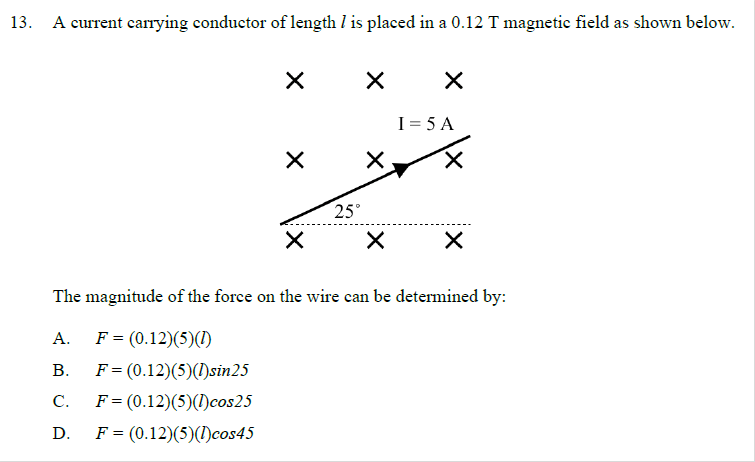 13. A current carrying conductor of length l is placed in a 0.12 T magnetic field as shown below.
I = 5 A
25°
The magnitude of the force on the wire can be determined by:
A. F = (0.12)(5)(l)
B. F = (0.12)(5)(l)sin25
C. F = (0.12)(5)(l)cos25
D. F = (0.12)(5)(l)cos45